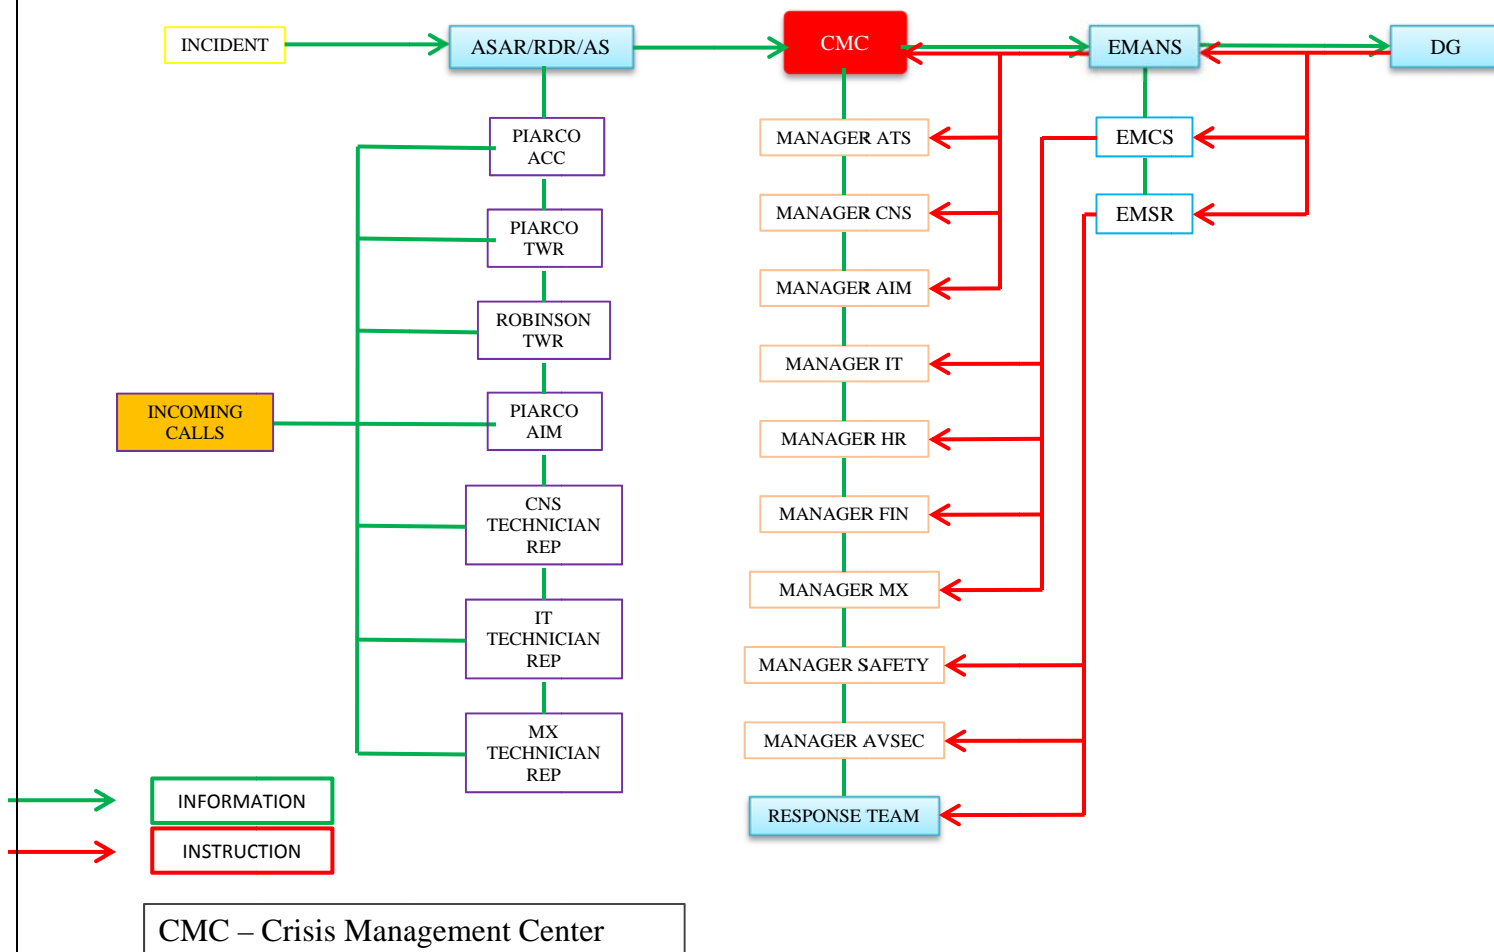 INCIDENT
ASAR/RDR/AS
CMC
EMANS
DG
PIARCO
ACC
PIARCO
TWR
ROBINSON
TWR
PIARCO
AIM
CNS
TECHNICIAN
REP
IT
TECHNICIAN
REP
MX
TECHNICIAN
REP
INCOMING
CALLS
MANAGER ATS
MANAGER CNS
MANAGER AIM
MANAGER IT
MANAGER HR
MANAGER FIN
MANAGER MX
MANAGER SAFETY
MANAGER AVSEC
RESPONSE TEAM
EMCS
EMSR
INFORMATION
INSTRUCTION
CMC – Crisis Management Center